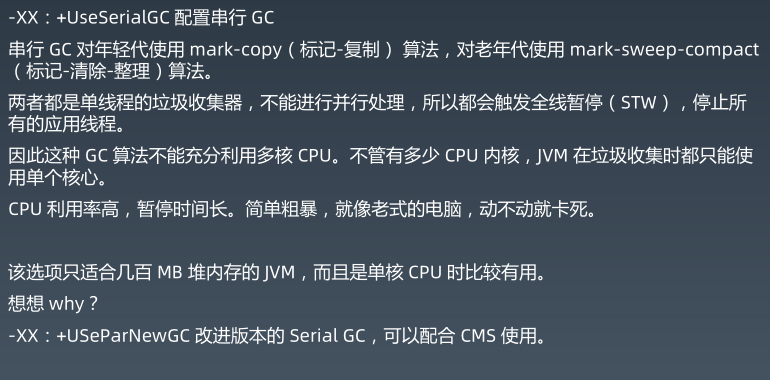 -XX：+UseSerialGC 配置串行 GC
串行 GC 对年轻代使用 mark-copy（标记-复制） 算法，对老年代使用 mark-sweep-compact
（标记-清除-整理）算法。
两者都是单线程的垃圾收集器，不能进行并行处理，所以都会触发全线暂停（STW），停止所
有的应用线程。
因此这种 GC 算法不能充分利用多核 CPU。不管有多少 CPU 内核，JVM 在垃圾收集时都只能使
用单个核心。
CPU 利用率高，暂停时间长。简单粗暴，就像老式的电脑，动不动就卡死。
该选项只适合几百 MB 堆内存的 JVM，而且是单核 CPU 时比较有用。
想想 why？
-XX：+USeParNewGC 改进版本的 Serial GC，可以配合 CMS 使用。